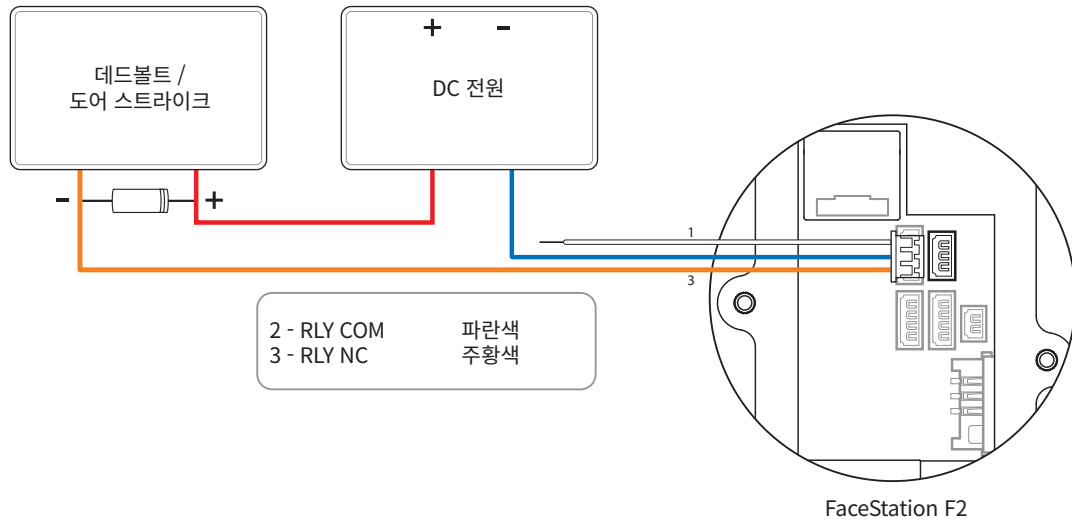 데드볼트 /
도어 스트라이크
+ -
DC 전원
- +
1
3
2 - RLY COM 파란색
3 - RLY NC 주황색
FaceStation F2